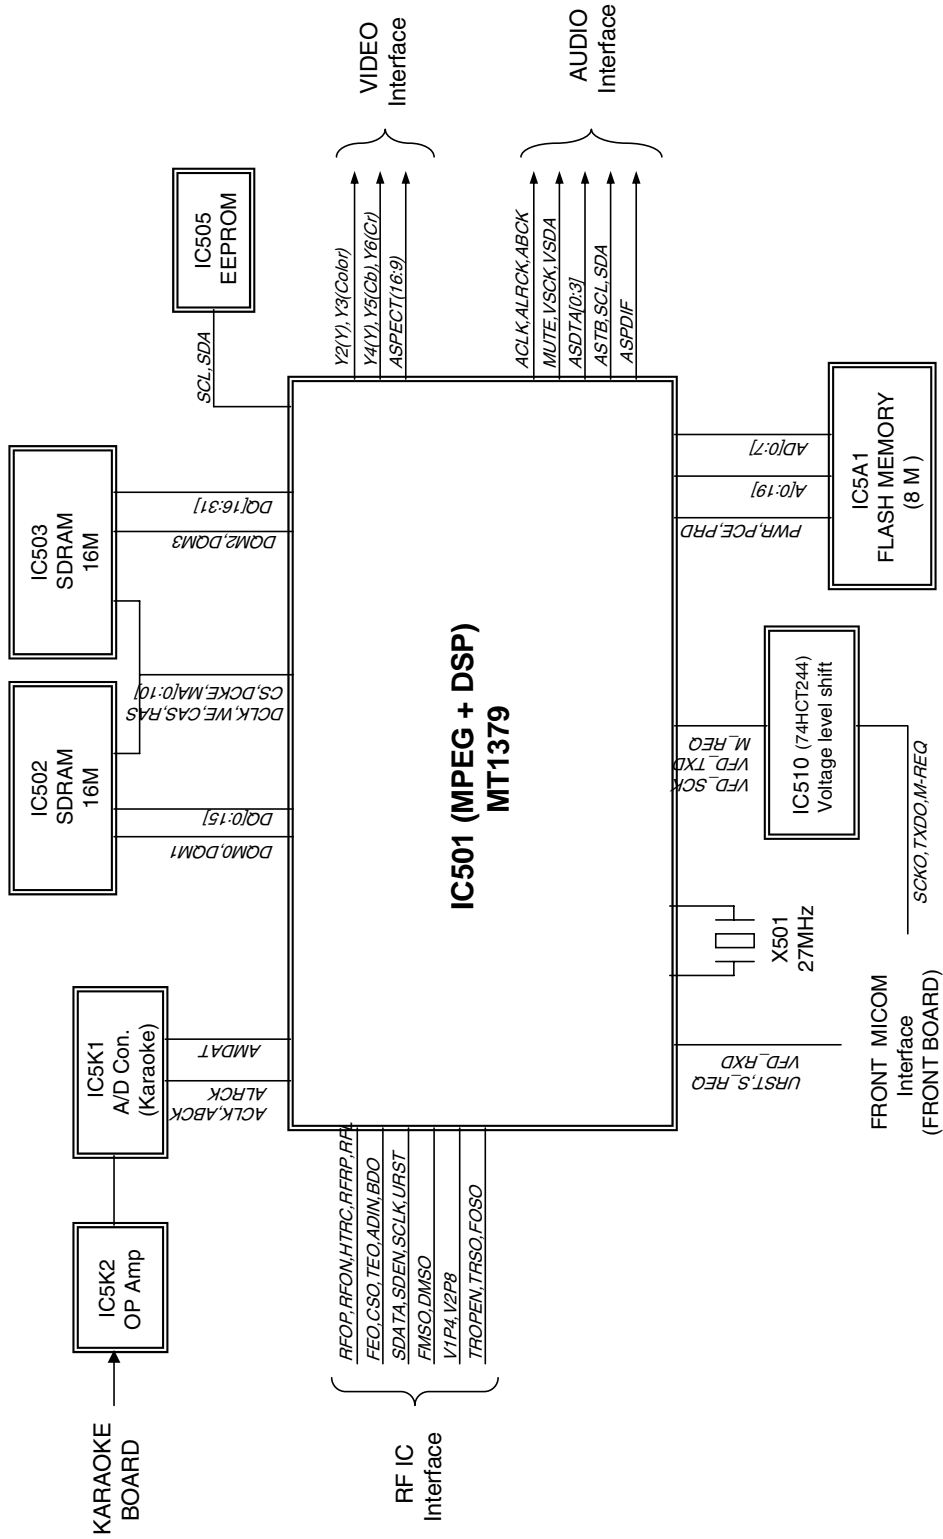 KARAOKE
BOARD
IC5K2
OP Amp
IC5K1
A/D Con.
(Karaoke)
ACLK,ABCK
ALRCK
AMDAT
IC502
SDRAM
16M
DQM0,DQM1
DQ[0:15]
DCLK,WE,CAS,RAS
CS,DCKE,MA[0:10]
IC503
SDRAM
16M
DQM2,DQM3
DQ[16:31]
SCL,SDA
IC505
EEPROM
RF IC
Interface
RFOP,RFON,HTRC,RFRP,RFL
FEO,CSO,TEO,ADIN,BDO
SDATA,SDEN,SCLK,URST
FMSO,DMSO
V1P4,V2P8
TROPEN,TRSO,FOSO
IC501 (MPEG + DSP)
MT1379
Y2(Y),Y3(Color)
Y4(Y),Y5(Cb),Y6(Cr)
ASPECT(16:9)
VIDEO
Interface
ACLK,ALRCK,ABCK
MUTE,VSCK,VSDA
ASDTA[0:3]
ASTB,SCL,SDA
ASPDIF
AUDIO
Interface
URST,S_REQ
VFD_RXD
FRONT MICOM
Interface
(FRONT BOARD)
X501
27MHz
VFD_SCK
VFD_TXD
M_REQ
IC510 (74HCT244)
Voltage level shift
SCKO,TXDO,M-REQ
PWR,PCE,PRD
A[0:19]
AD[0:7]
IC5A1
FLASH MEMORY
(8 M )